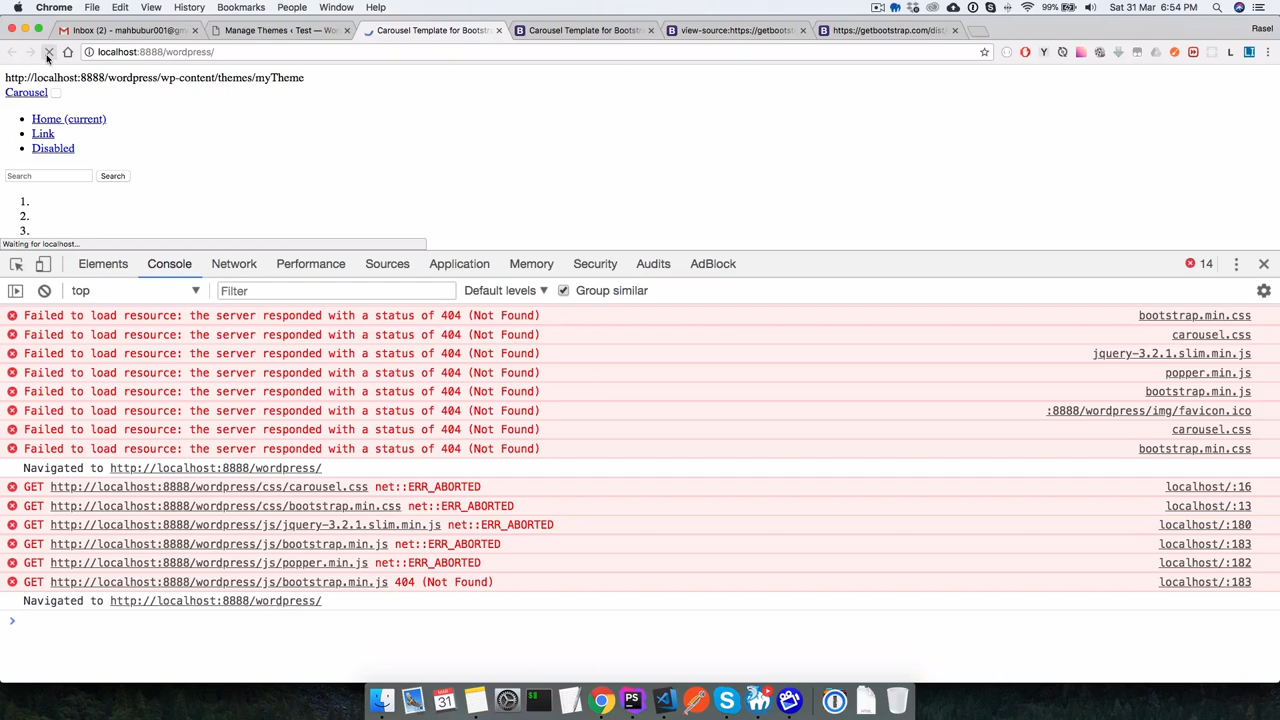 Chrome File Edit View History Bookmarks People Window Help 99% Sat 31 Mar 6:54 PM
Inbox (2) - mahbubur001@gm Manage Themes ‹ Test — Wo Carousel Template for Bootstra Carousel Template for Bootstra view-source:https://getbootst https://getbootstrap.com/dist/ Rasel
localhost:8888/wordpress/
http://localhost:8888/wordpress/wp-content/themes/myTheme
Carousel
• Home (current)
• Link
• Disabled
Search Search
1.
2.
3.
Waiting for localhost...
Elements Console Network Performance Sources Application Memory Security Audits AdBlock 14
top Filter Default levels Group similar
Failed to load resource: the server responded with a status of 404 (Not Found) bootstrap.min.css
Failed to load resource: the server responded with a status of 404 (Not Found) carousel.css
Failed to load resource: the server responded with a status of 404 (Not Found) jquery-3.2.1.slim.min.js
Failed to load resource: the server responded with a status of 404 (Not Found) popper.min.js
Failed to load resource: the server responded with a status of 404 (Not Found) bootstrap.min.js
Failed to load resource: the server responded with a status of 404 (Not Found) :8888/wordpress/img/favicon.ico
Failed to load resource: the server responded with a status of 404 (Not Found) carousel.css
Failed to load resource: the server responded with a status of 404 (Not Found) bootstrap.min.css
Navigated to http://localhost:8888/wordpress/
GET http://localhost:8888/wordpress/css/carousel.css net::ERR_ABORTED localhost/:16
GET http://localhost:8888/wordpress/css/bootstrap.min.css net::ERR_ABORTED localhost/:13
GET http://localhost:8888/wordpress/js/jquery-3.2.1.slim.min.js net::ERR_ABORTED localhost/:180
GET http://localhost:8888/wordpress/js/bootstrap.min.js net::ERR_ABORTED localhost/:183
GET http://localhost:8888/wordpress/js/popper.min.js net::ERR_ABORTED localhost/:182
GET http://localhost:8888/wordpress/js/bootstrap.min.js 404 (Not Found) localhost/:183
Navigated to http://localhost:8888/wordpress/